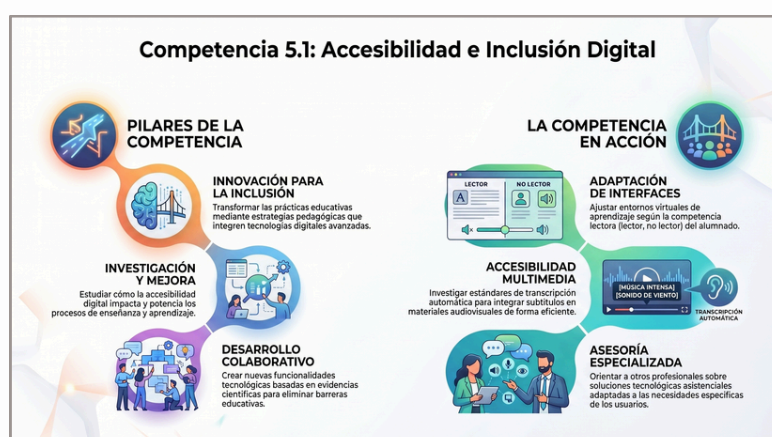 Competencia 5.1: Accesibilidad e Inclusión Digital
PILARES DE LA
COMPETENCIA
INNOVACIÓN PARA
LA INCLUSIÓN
Transformar las prácticas educativas
mediante estrategias pedagógicas que
integren tecnologías digitales avanzadas.
INVESTIGACIÓN
Y MEJORA
Estudiar cómo la accesibilidad
digital impacta y potencia los
procesos de enseñanza y aprendizaje.
DESARROLLO
COLABORATIVO
Crear nuevas funcionalidades
tecnológicas basadas en evidencias
científicas para eliminar barreras
educativas.
LA COMPETENCIA
EN ACCIÓN
LECTOR
NO LECTOR
A
ADAPTACIÓN
DE INTERFACES
Ajustar entornos virtuales de
aprendizaje según la competencia
lectora (lector, no lector) del alumnado.
ACCESIBILIDAD
MULTIMEDIA
Investigar estándares de transcripción
automática para integrar subtítulos en
materiales audiovisuales de forma eficiente.
[MÚSICA INTENSA]
[SONIDO DE VIENTO]
TRANSCRIPCIÓN
AUTOMÁTICA
ASESORÍA
ESPECIALIZADA
Orientar a otros profesionales sobre
soluciones tecnológicas asistenciales
adaptadas a las necesidades específicas
de los usuarios.